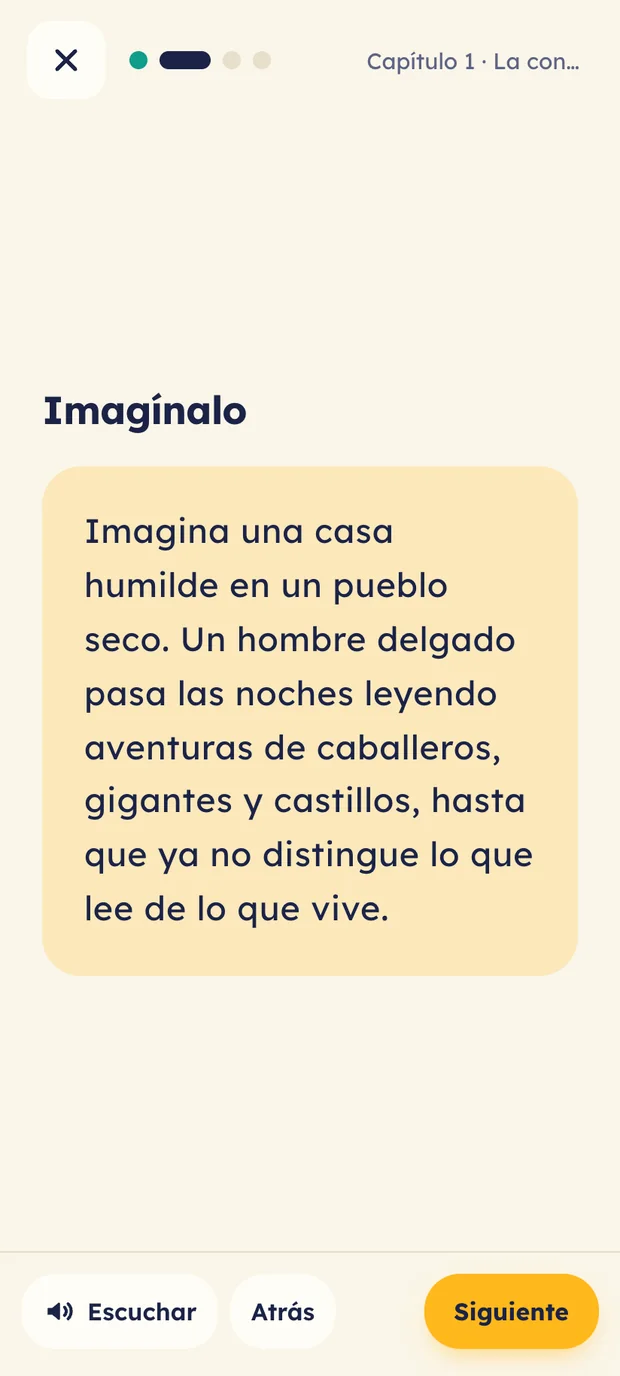 Capítulo 1 · La con...
Imagínalo
Imagina una casa
humilde en un pueblo
seco. Un hombre delgado
pasa las noches leyendo
aventuras de caballeros,
gigantes y castillos, hasta
que ya no distingue lo que
lee de lo que vive.
Escuchar
Atrás
Siguiente